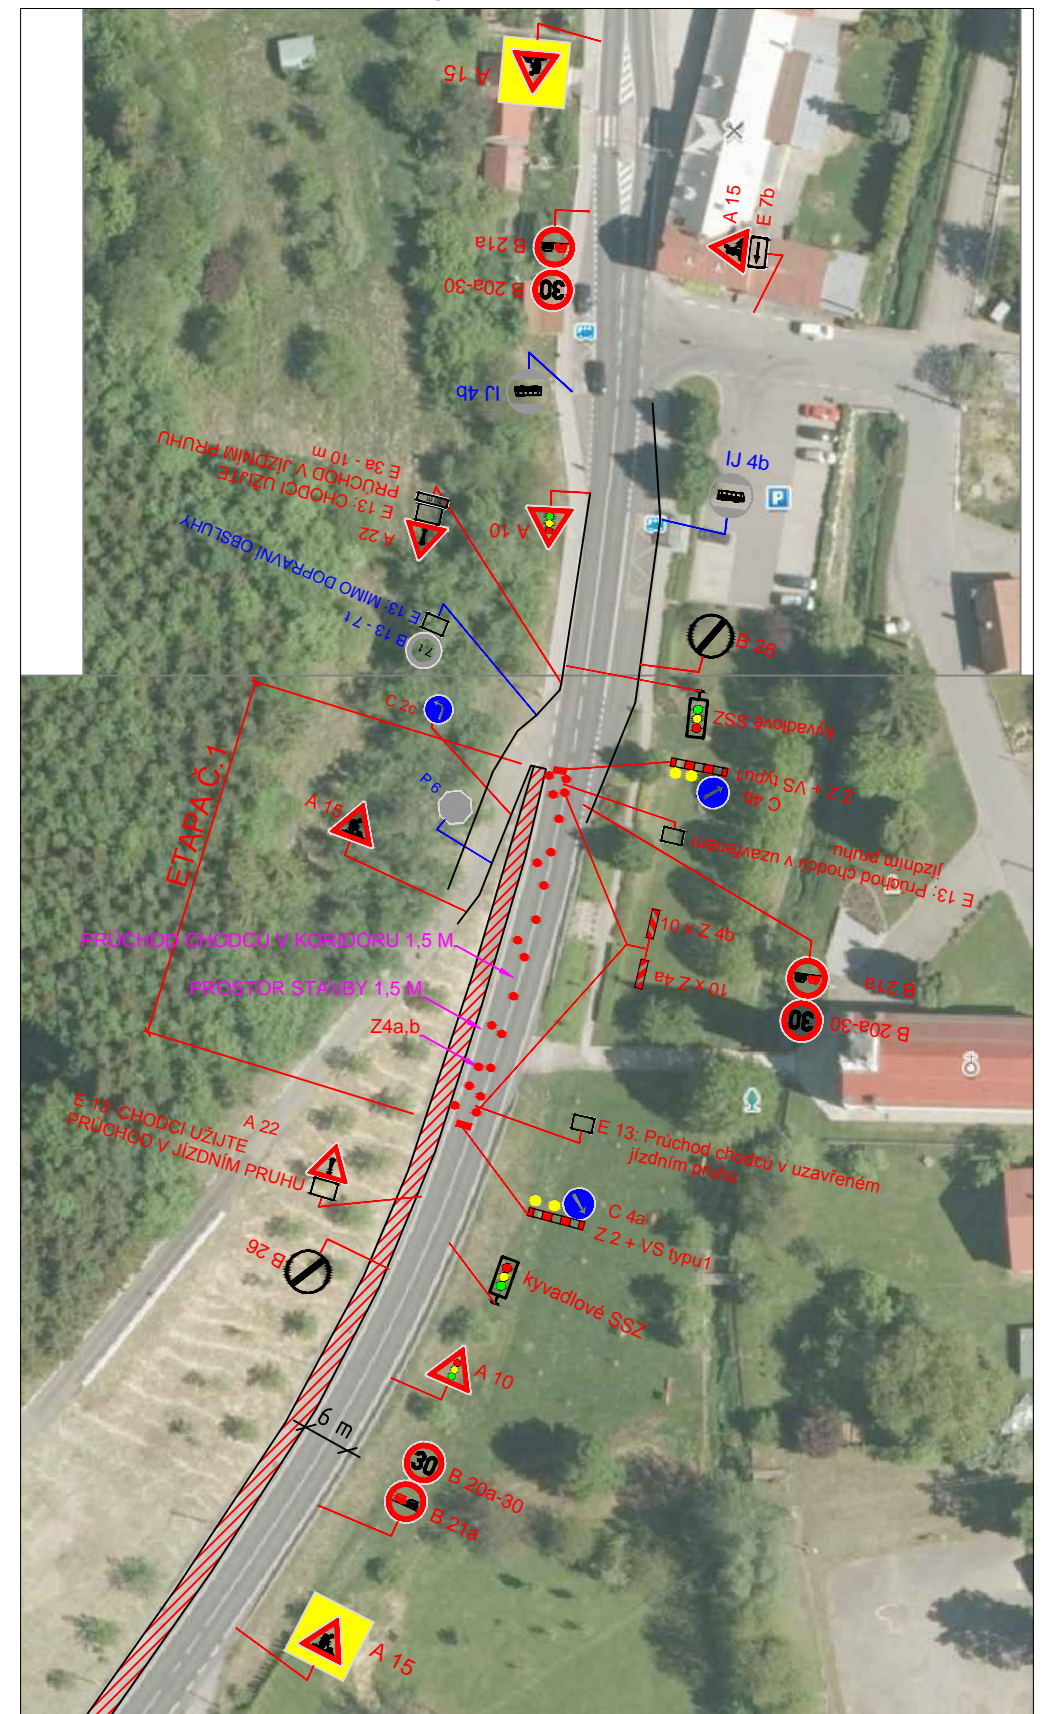 A 15
A 15
E 7b
B 21a
B 20a-30
30
IJ 4b
IJ 4b
P
E 3a - 10 m
PRŮCHOD V JÍZDNÍM PRUHU
E 13: CHODCI UŽIJTE
A 22
A 10
E 13: MIMO DOPRAVNÍ OBSLUHY
B 13 - 7 t
7 t
B 26
C 2c
kyvadlové SSZ
Z 2 + VS typu1
C 4b
P 6
A 15
ETAPA Č.1
E 13: Průchod chodců v uzavřeném
jízdním pruhu
10 x Z 4b
10 x Z 4a
PRŮCHOD CHODCŮ V KORIDORU 1,5 M
PROSTOR STAVBY 1,5 M
Z4a,b
B 21a
B 20a-30
30
A 22
E 13: CHODCI UŽIJTE
PRŮCHOD V JÍZDNÍM PRUHU
E 13: Průchod chodců v uzavřeném
jízdním pruhu
C 4a
Z 2 + VS typu1
B 26
kyvadlové SSZ
A 10
6 m
30
B 20a-30
B 21a
A 15